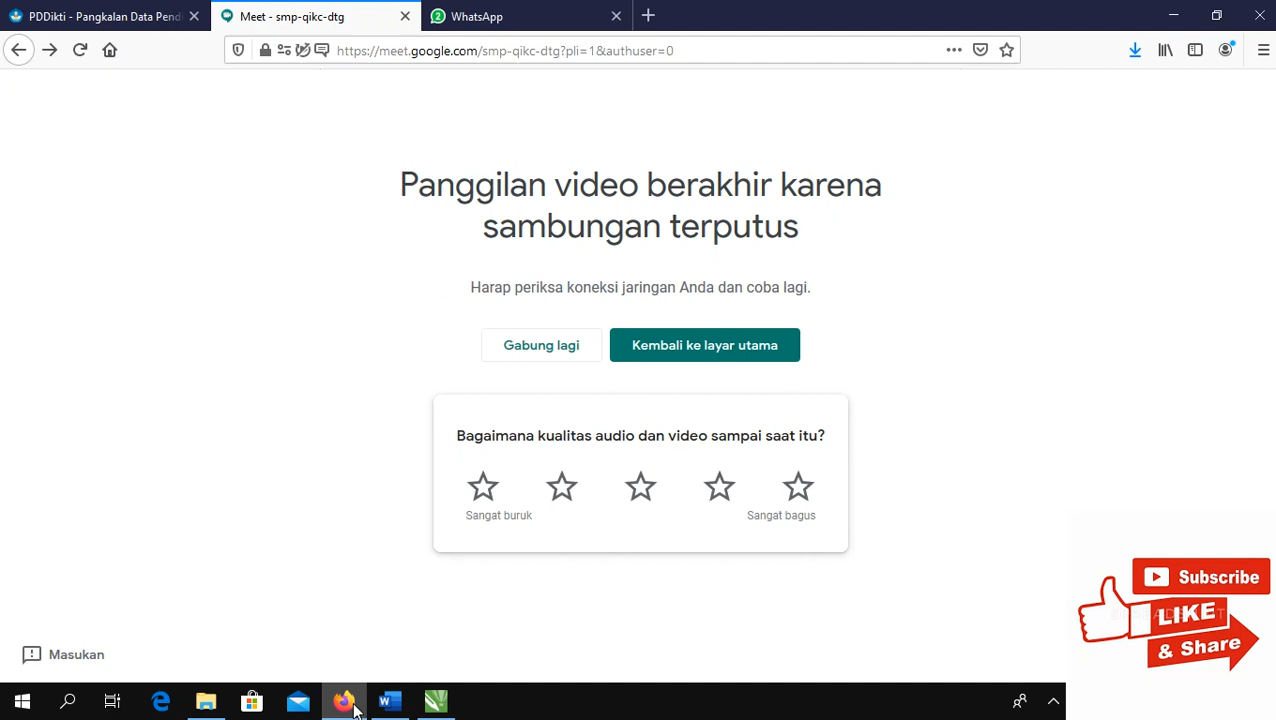 PDDikti - Pangkalan Data Pend
Meet - smp-qikc-dtg
WhatsApp
https://meet.google.com/smp-qikc-dtg?pli=1&authuser=0
Panggilan video berakhir karena
sambungan terputus
Harap periksa koneksi jaringan Anda dan coba lagi.
Gabung lagi
Kembali ke layar utama
Bagaimana kualitas audio dan video sampai saat itu?
Sangat buruk
Sangat bagus
Masukan
Subscribe
LIKE
& Share